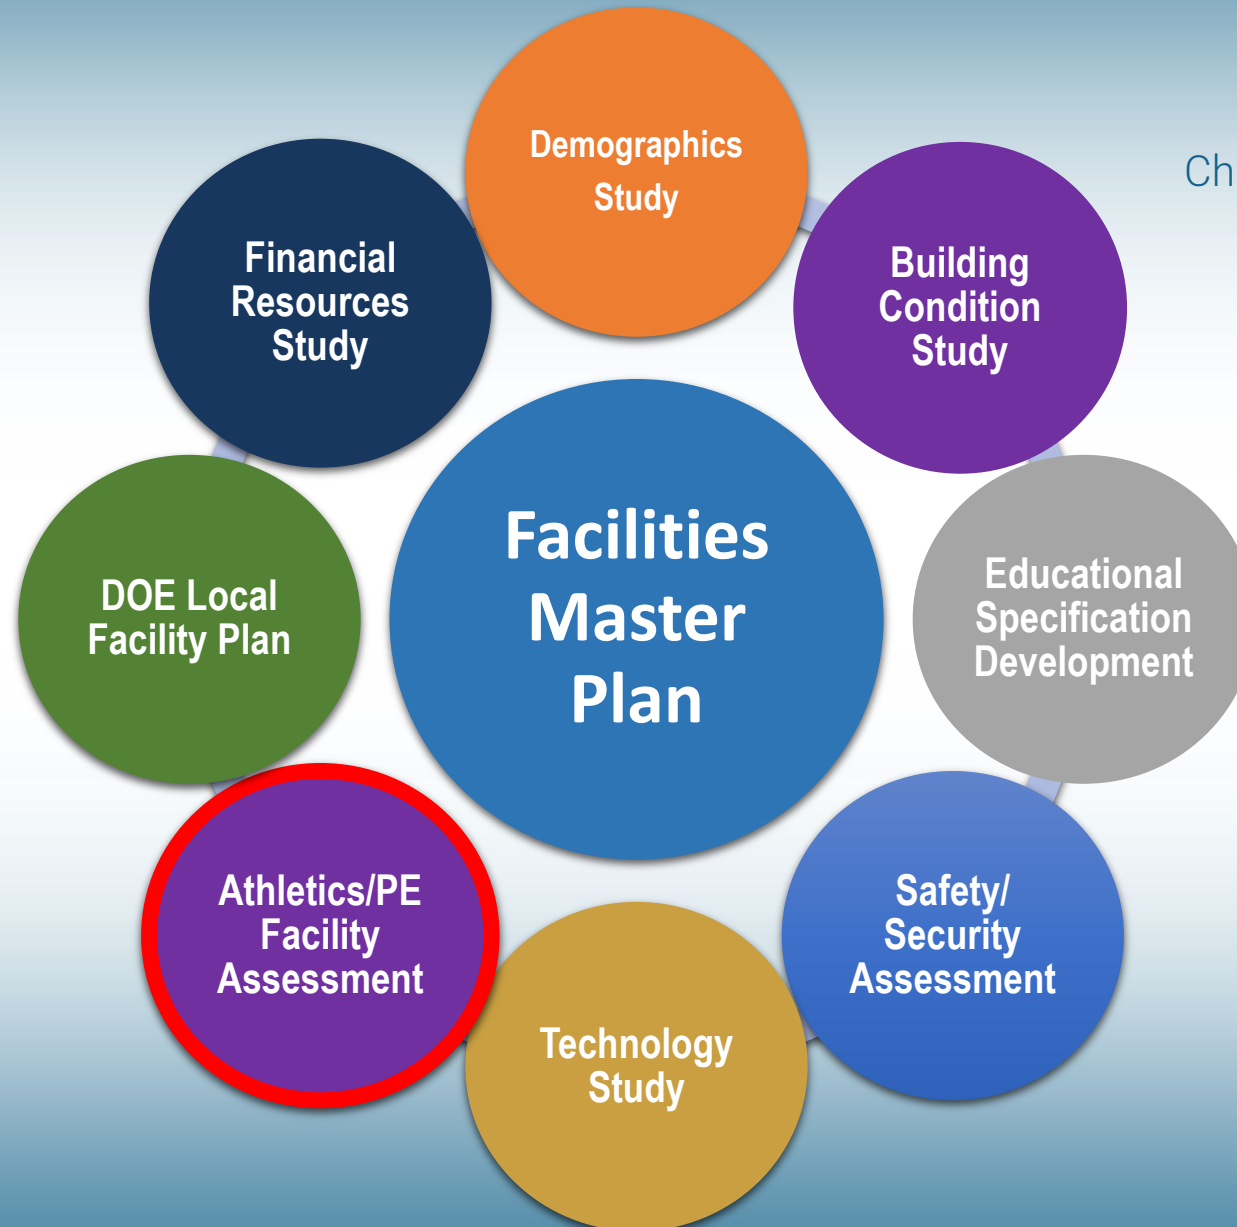 Demographics
Study
Ch
Financial
Resources
Study
Building
Condition
Study
Facilities
Master
Plan
DOE Local
Facility Plan
Educational
Specification
Development
Athletics/PE
Facility
Assessment
Safety/
Security
Assessment
Technology
Study